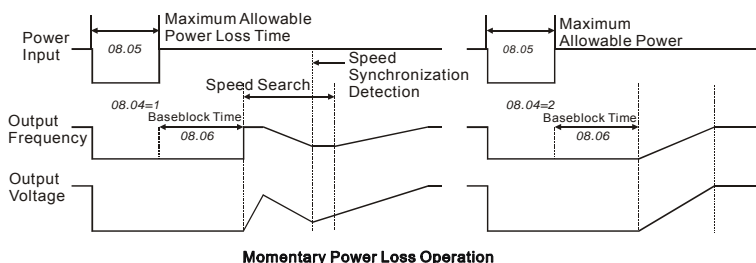 Power
Input
08.05
Maximum Allowable
Power Loss Time
Speed
Synchronization
Detection
Speed Search
08.05
Maximum
Allowable Power
Output
Frequency
08.04=1
Baseblock Time
08.06
08.04=2
Baseblock Time
08.06
Output
Voltage
Momentary Power Loss Operation